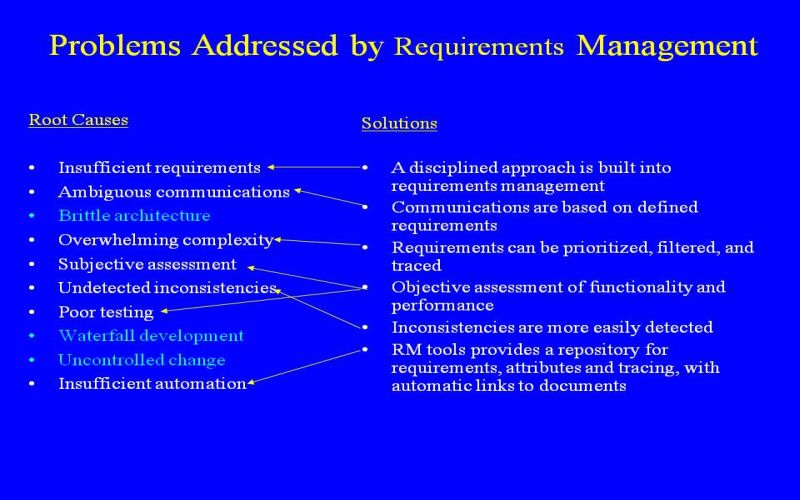 Problems Addressed by Requirements Management
Root Causes
• Insufficient requirements
• Ambiguous communications
• Brittle architecture
• Overwhelming complexity
• Subjective assessment
• Undetected inconsistencies
• Poor testing
• Waterfall development
• Uncontrolled change
• Insufficient automation
Solutions
• A disciplined approach is built into
requirements management
• Communications are based on defined
requirements
• Requirements can be prioritized, filtered, and
traced
• Objective assessment of functionality and
performance
• Inconsistencies are more easily detected
• RM tools provides a repository for
requirements, attributes and tracing, with
automatic links to documents